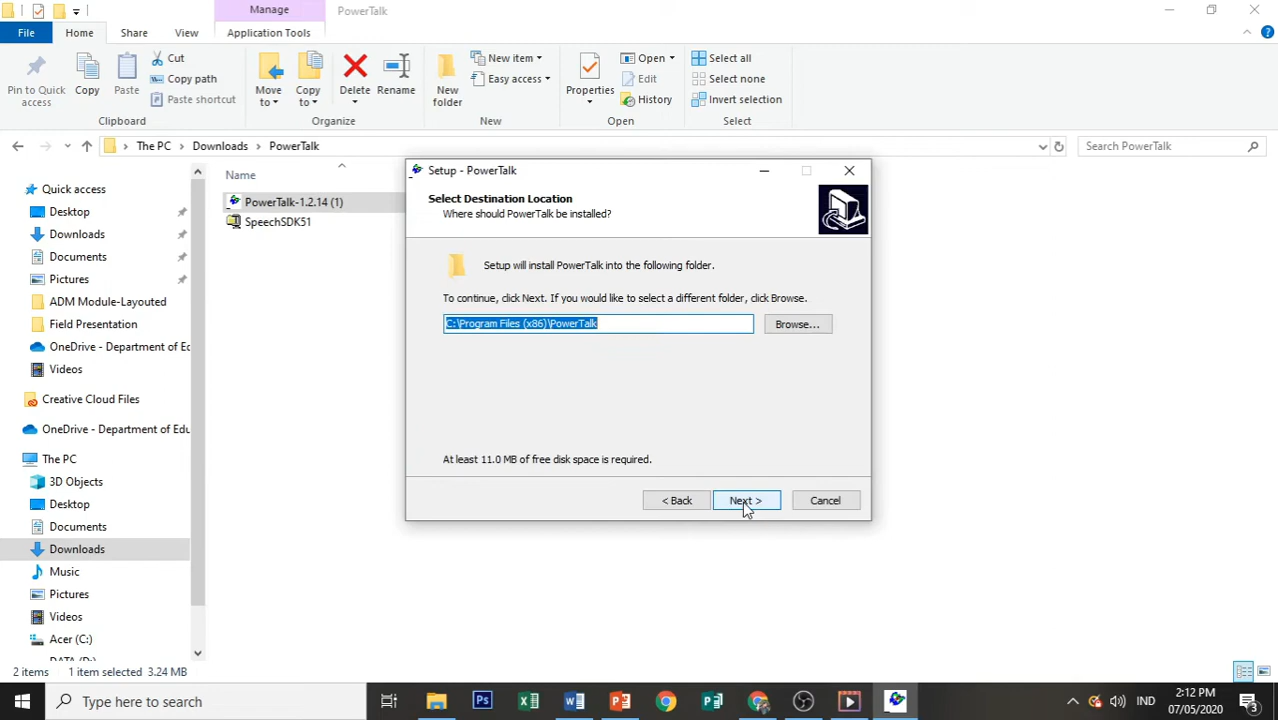 Manage
PowerTalk
File
Home
Share
View
Application Tools
Pin to Quick access
Copy
Paste
Cut
Copy path
Paste shortcut
Clipboard
Move to
Copy to
Delete
Rename
Organize
New folder
New item
Easy access
New
Properties
Open
Edit
History
Open
Select all
Select none
Invert selection
Select
The PC > Downloads > PowerTalk
Search PowerTalk
Quick access
Desktop
Downloads
Documents
Pictures
ADM Module-Layouted
Field Presentation
OneDrive - Department of Ed
Videos
Creative Cloud Files
OneDrive - Department of Edu
The PC
3D Objects
Desktop
Documents
Downloads
Music
Pictures
Videos
Acer (C:)
DATA (D:)
Name
PowerTalk-1.2.14 (1)
SpeechSDK51
Setup - PowerTalk
Select Destination Location
Where should PowerTalk be installed?
Setup will install PowerTalk into the following folder.
To continue, click Next. If you would like to select a different folder, click Browse.
C:\Program Files (x86)\PowerTalk
Browse...
At least 11.0 MB of free disk space is required.
< Back
Next >
Cancel
2 items
1 item selected 3.24 MB
Type here to search
IND
2:12 PM
07/05/2020
3